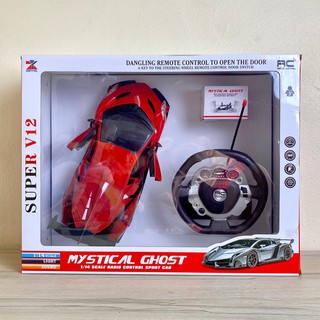 DANGLING REMOTE CONTROL TO OPEN THE DOOR
A KEY TO THE STEERING WHEEL REMOTE CONTROL DOOR SWITCH
RC
MYSTICAL GHOST
SUPER V12
LIGHT
MYSTICAL GHOST
1/14 SCALE RADIO CONTROL SPORT CAR